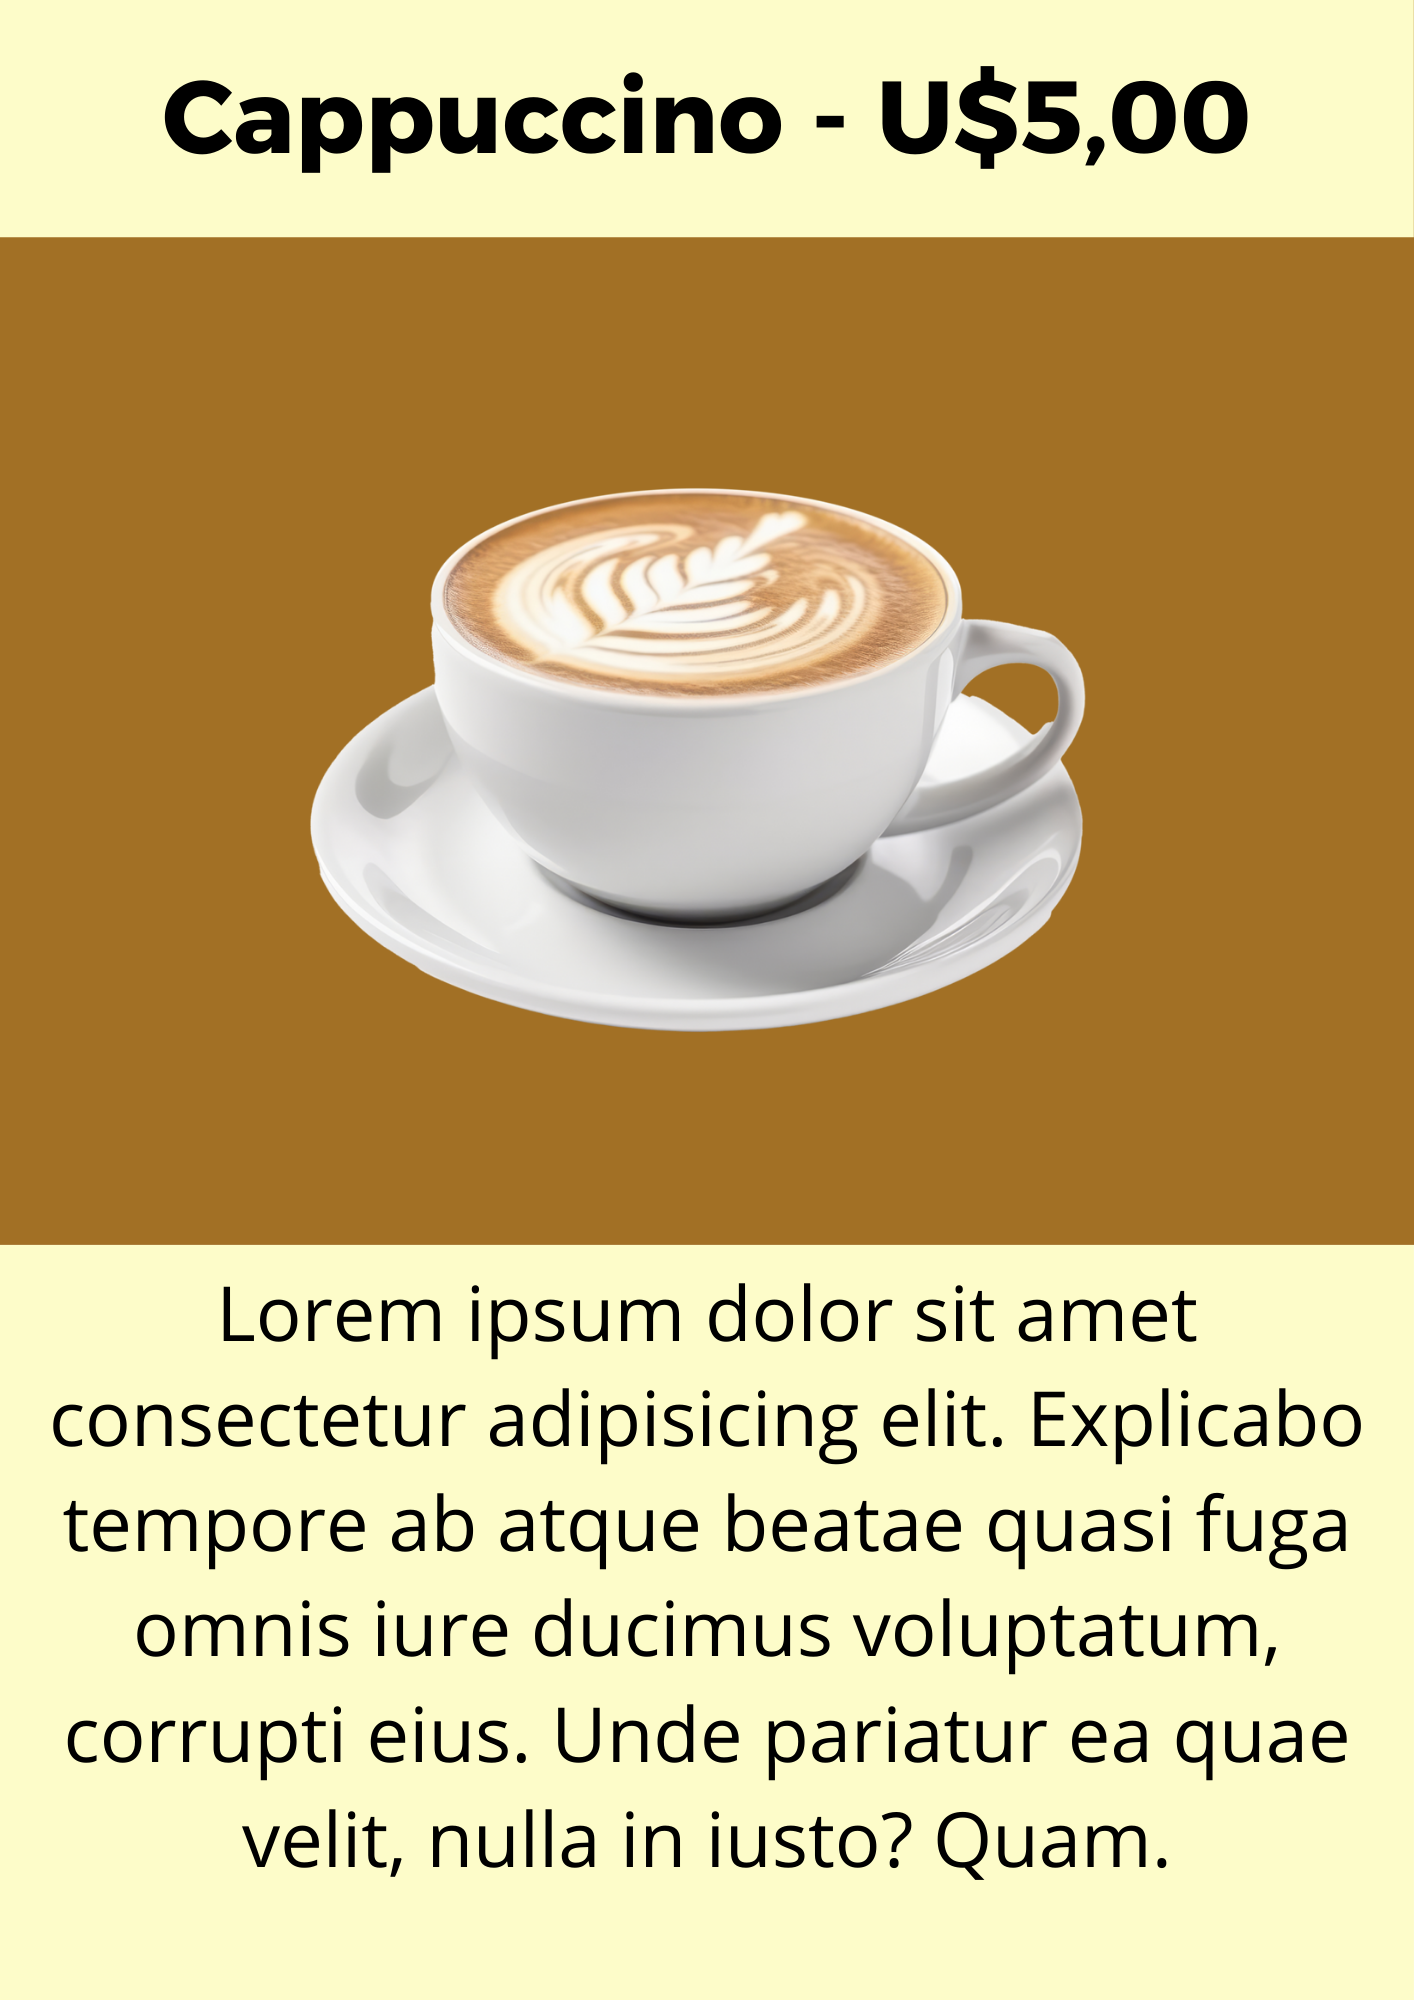 Cappuccino - U$5,00
Lorem ipsum dolor sit amet
consectetur adipisicing elit. Explicabo
tempore ab atque beatae quasi fuga
omnis iure ducimus voluptatum,
corrupti eius. Unde pariatur ea quae
velit, nulla in iusto? Quam.